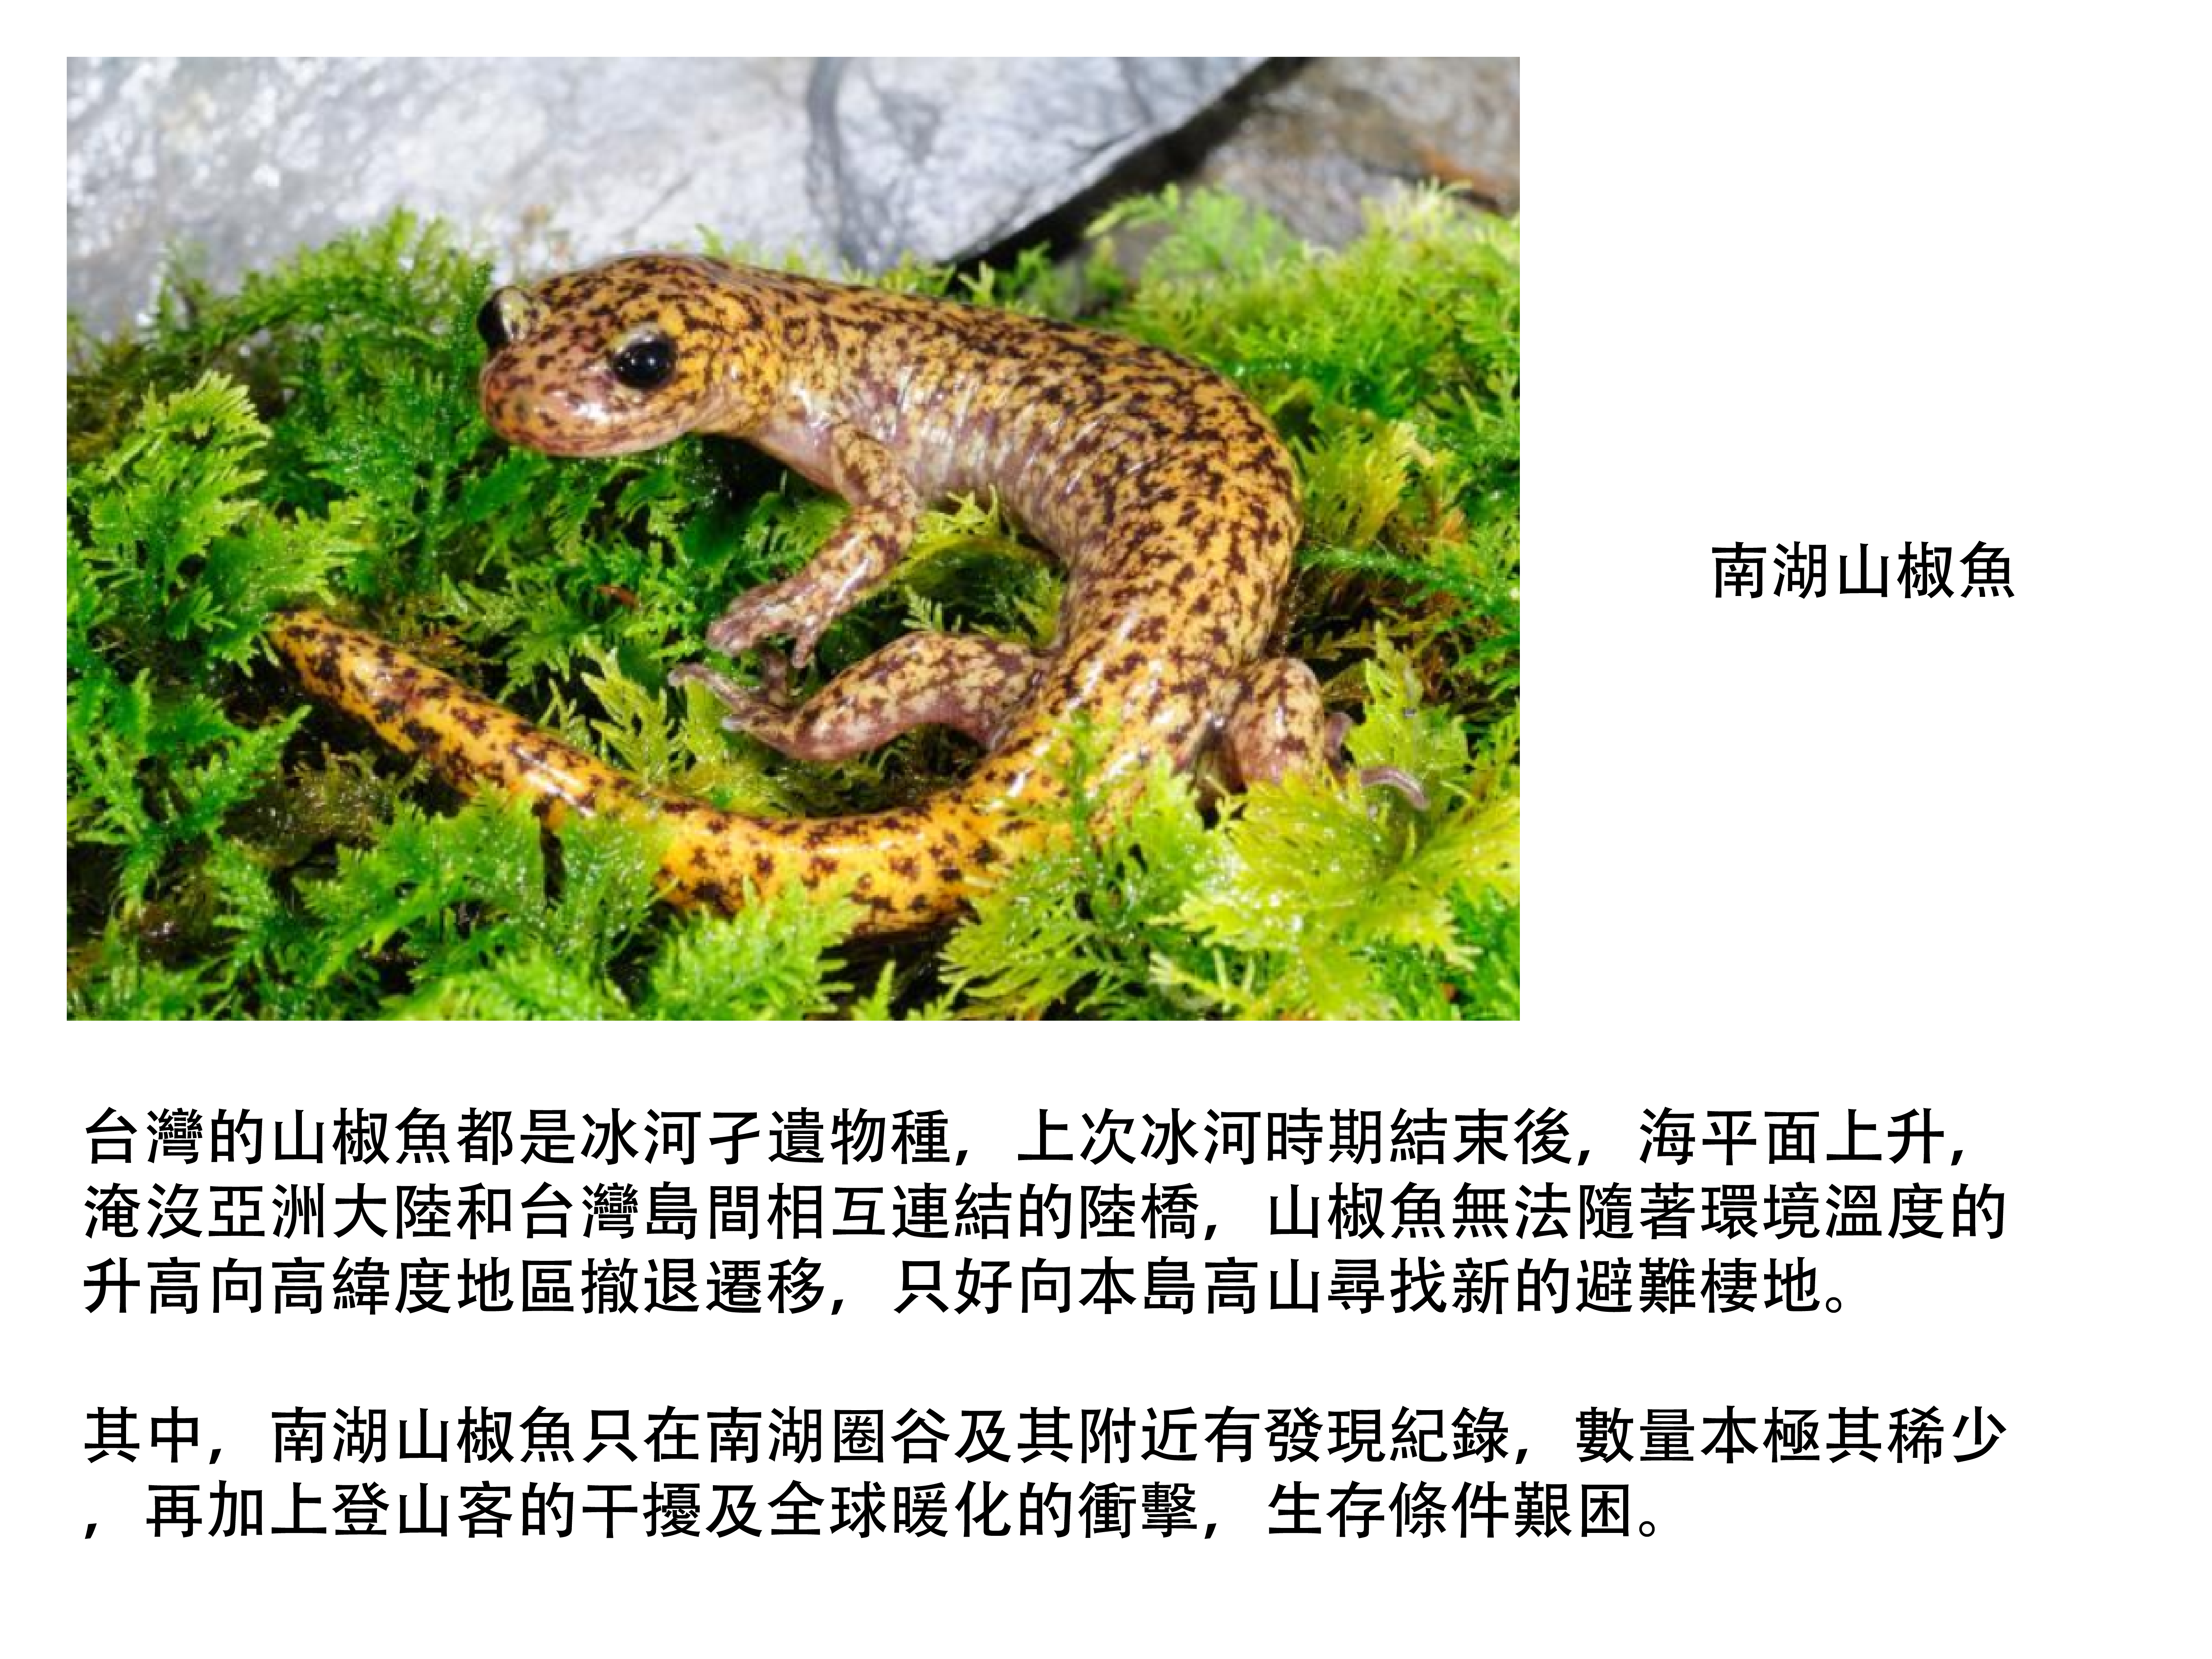 南湖山椒魚
台灣的山椒魚都是冰河孑遺物種，上次冰河時期結束後，海平面上升，
淹沒亞洲大陸和台灣島間相互連結的陸橋，山椒魚無法隨著環境溫度的
升高向高緯度地區撤退遷移，只好向本島高山尋找新的避難棲地。
其中，南湖山椒魚只在南湖圈谷及其附近有發現紀錄，數量本極其稀少
，再加上登山客的干擾及全球暖化的衝擊，生存條件艱困。